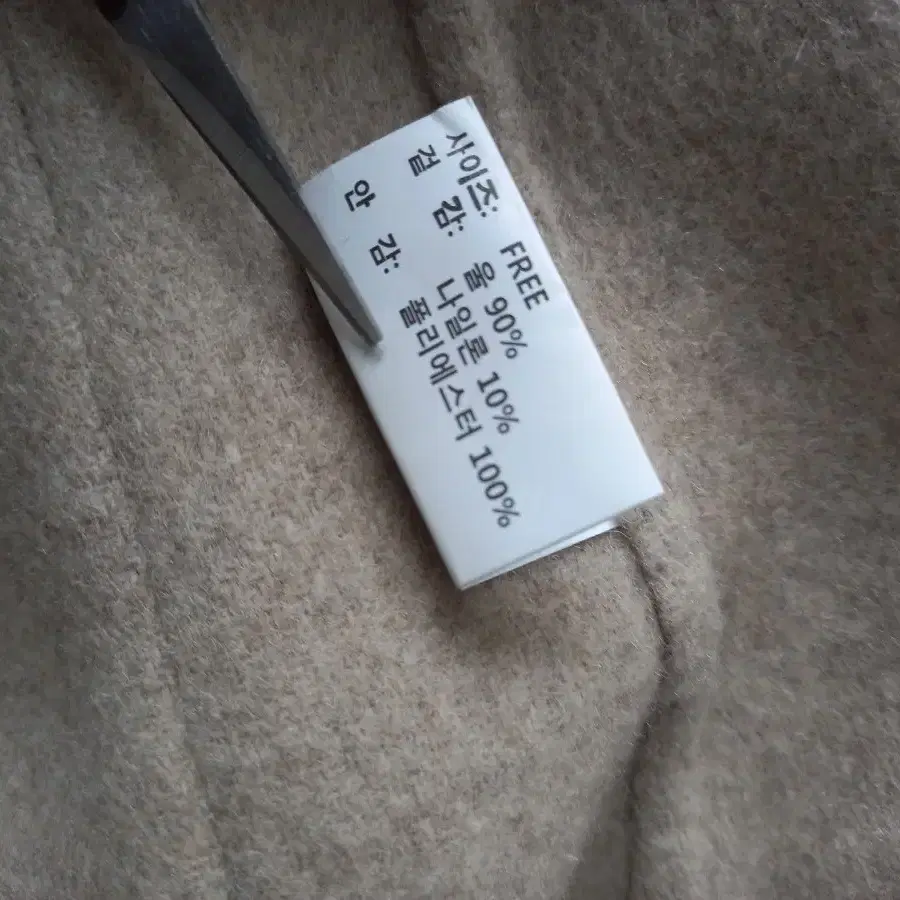 사이즈: FREE
겉 감: 울 90%
나일론 10%
안 감: 폴리에스터 100%